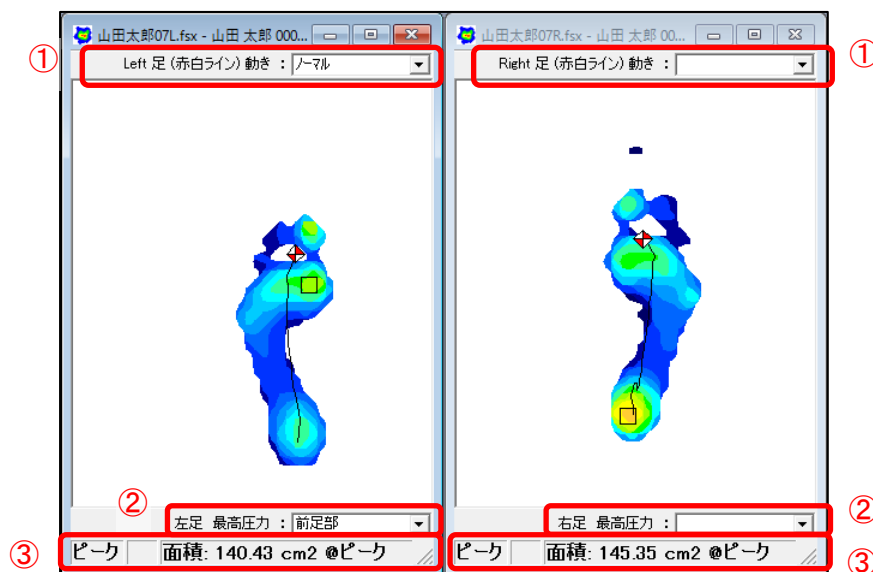 山田太郎07L.fsx - 山田 太郎 000...
山田太郎07R.fsx - 山田 太郎 00...
① Left 足 (赤白ライン) 動き : ノーマル
Right 足 (赤白ライン) 動き : ①
② 左足 最高圧力 : 前足部
右足 最高圧力 : ②
③ ピーク 面積: 140.43 cm2 @ピーク
ピーク 面積: 145.35 cm2 @ピーク ③